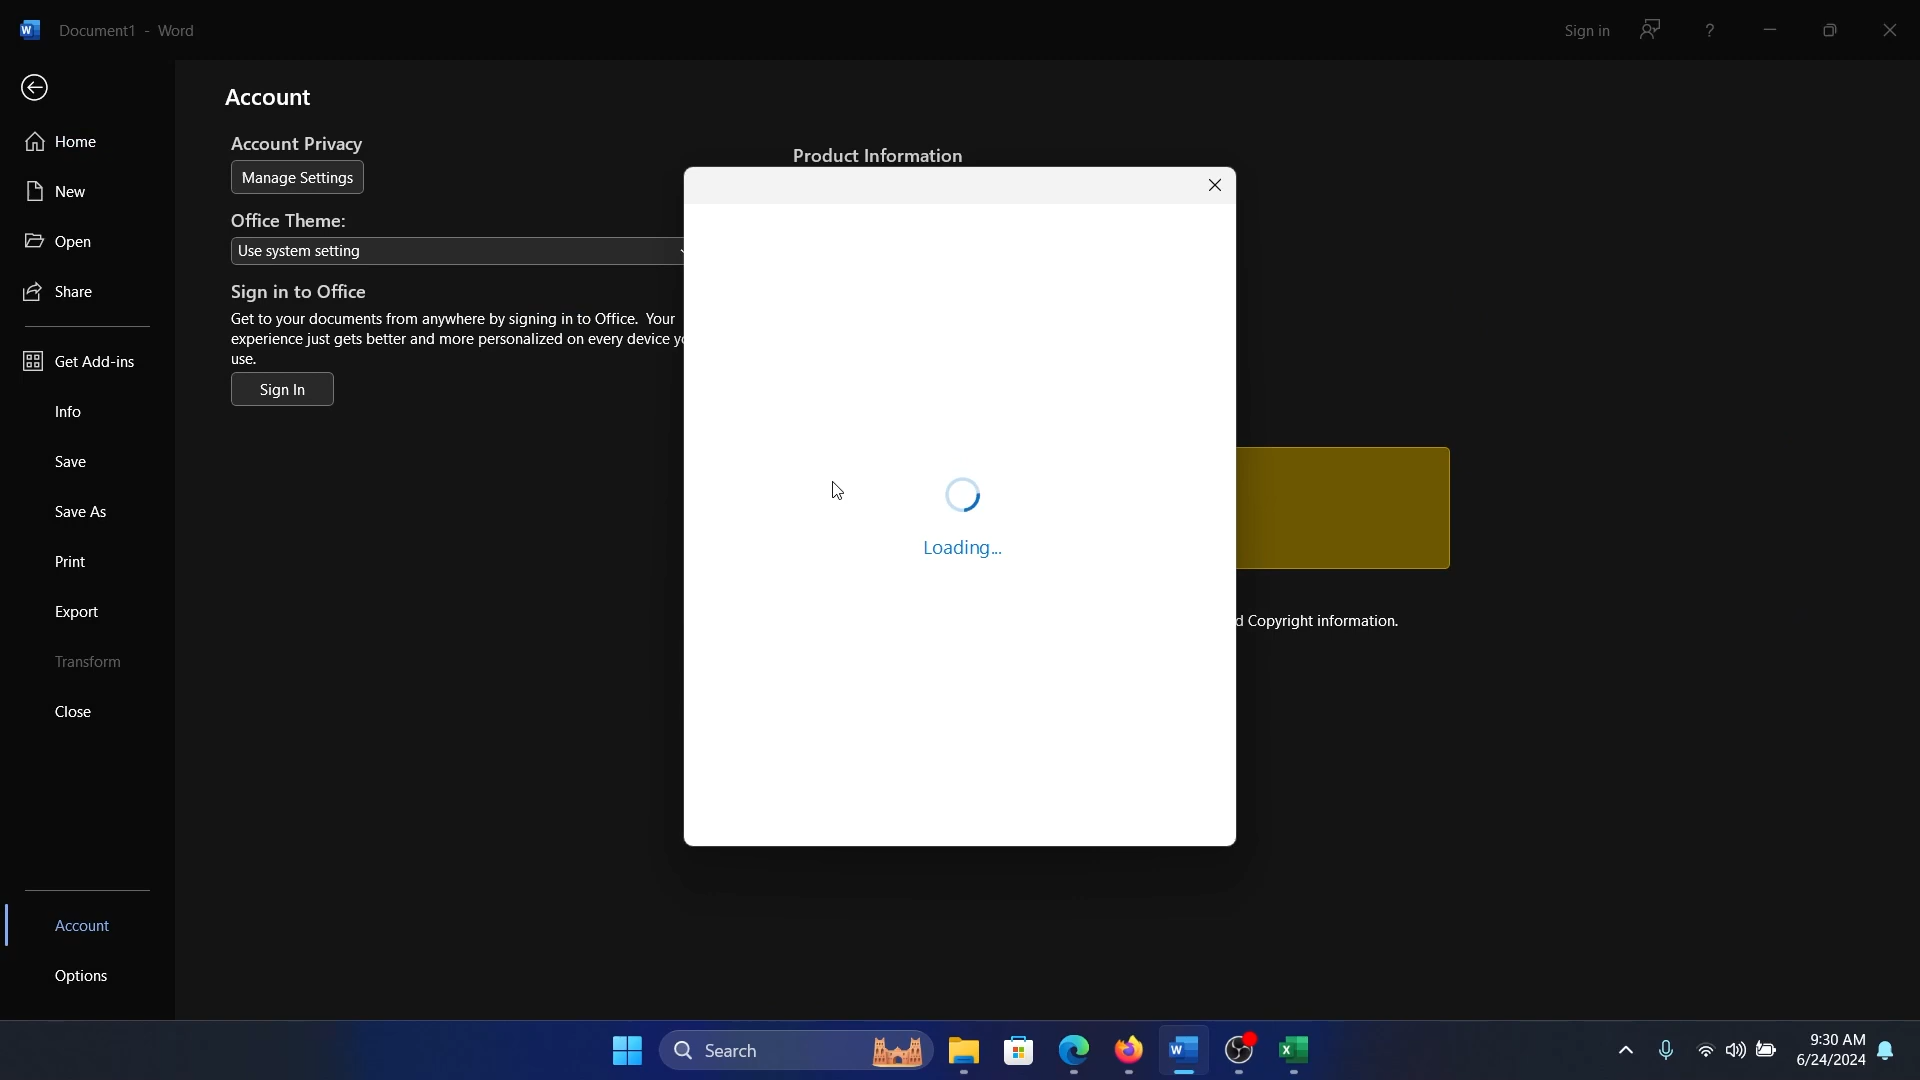 Document1 - Word
Sign in
?
Account
Home
New
Open
Share
Get Add-ins
Info
Save
Save As
Print
Export
Transform
Close
Account
Options
Account Privacy
Manage Settings
Office Theme:
Use system setting
Sign in to Office
Get to your documents from anywhere by signing in to Office. Your
experience just gets better and more personalized on every device
use.
Sign In
Product Information
Loading...
d Copyright information.
Search
9:30 AM
6/24/2024